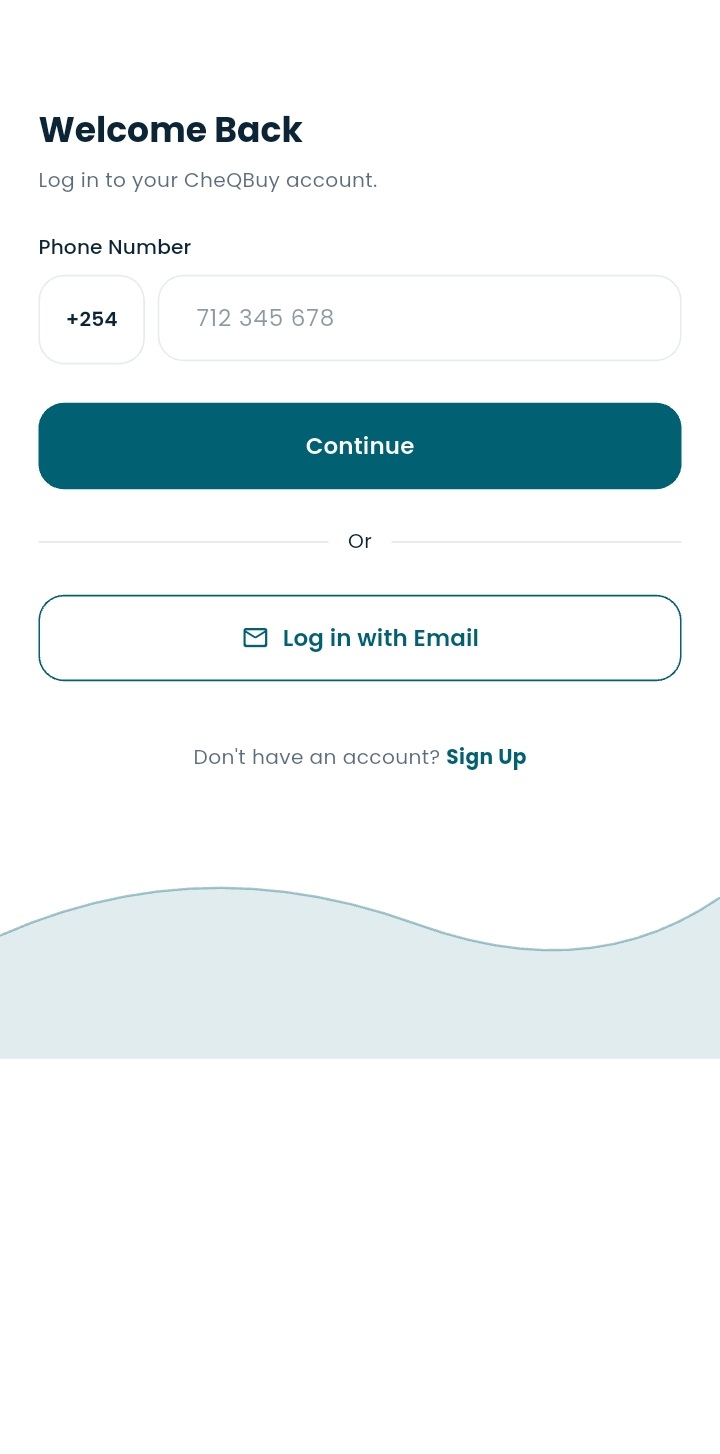 Welcome Back
Log in to your CheQBuy account.
Phone Number
+254 712 345 678
Continue
Or
Log in with Email
Don't have an account? Sign Up